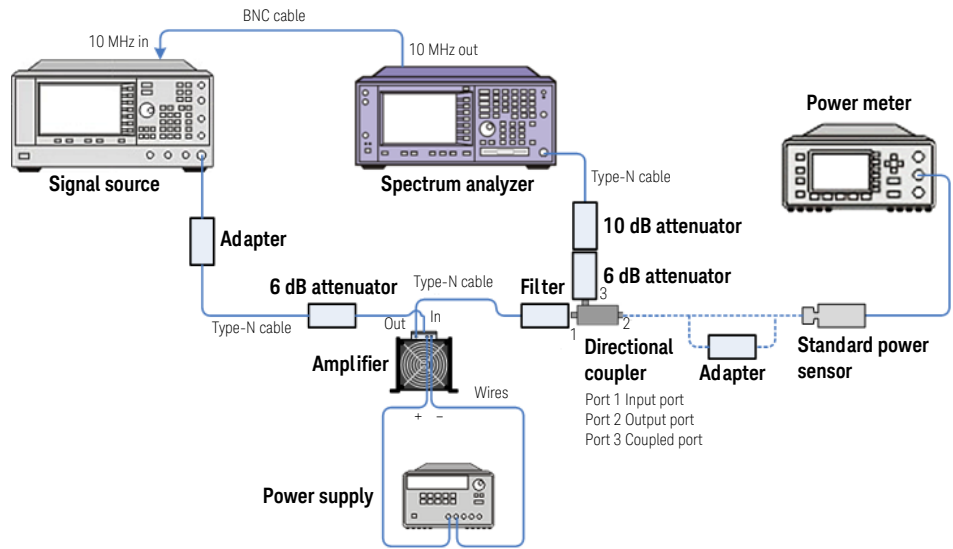 BNC cable
10 MHz in
10 MHz out
Power meter
Signal source
Spectrum analyzer
Type-N cable
10 dB attenuator
Adapter
6 dB attenuator
6 dB attenuator
Type-N cable
Filter
3
Type-N cable
Out
In
1
2
Amplifier
Directional
coupler
Adapter
Standard power
sensor
Port 1 Input port
Port 2 Output port
Port 3 Coupled port
Wires
+
–
Power supply